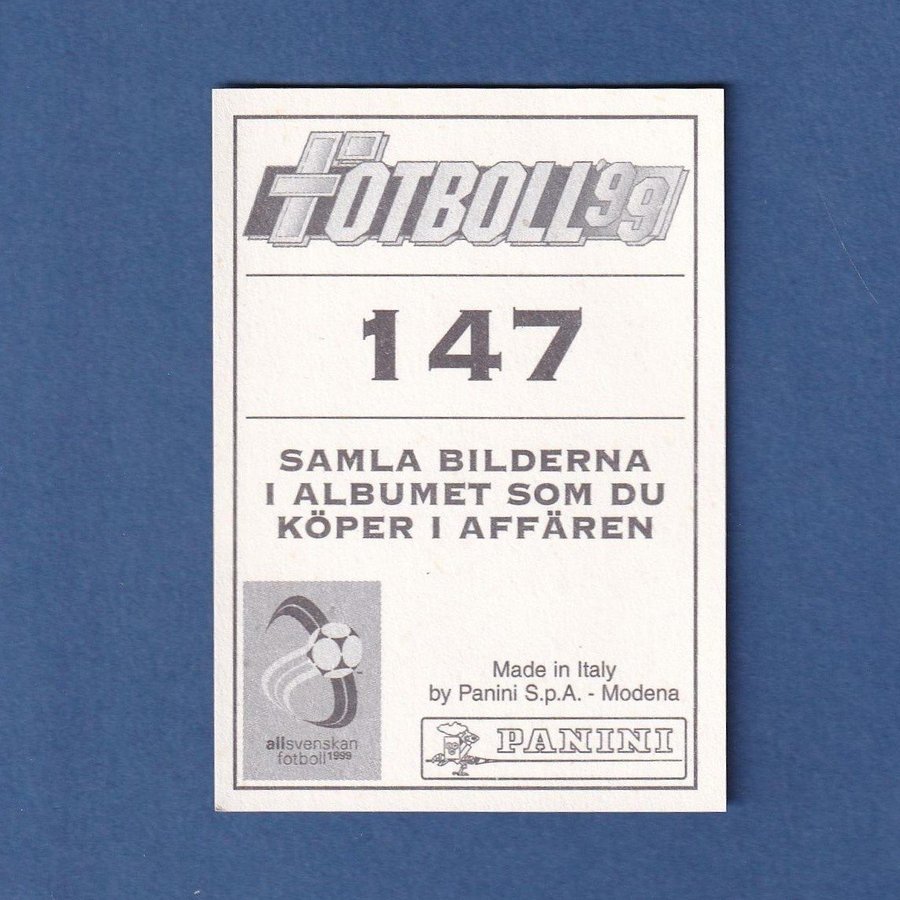 FOTBOLL'99
147
SAMLA BILDERNA
I ALBUMET SOM DU
KÖPER I AFFÄREN
allsvenskan
fotboll 1999
Made in Italy
by Panini S.p.A. - Modena
PANINI